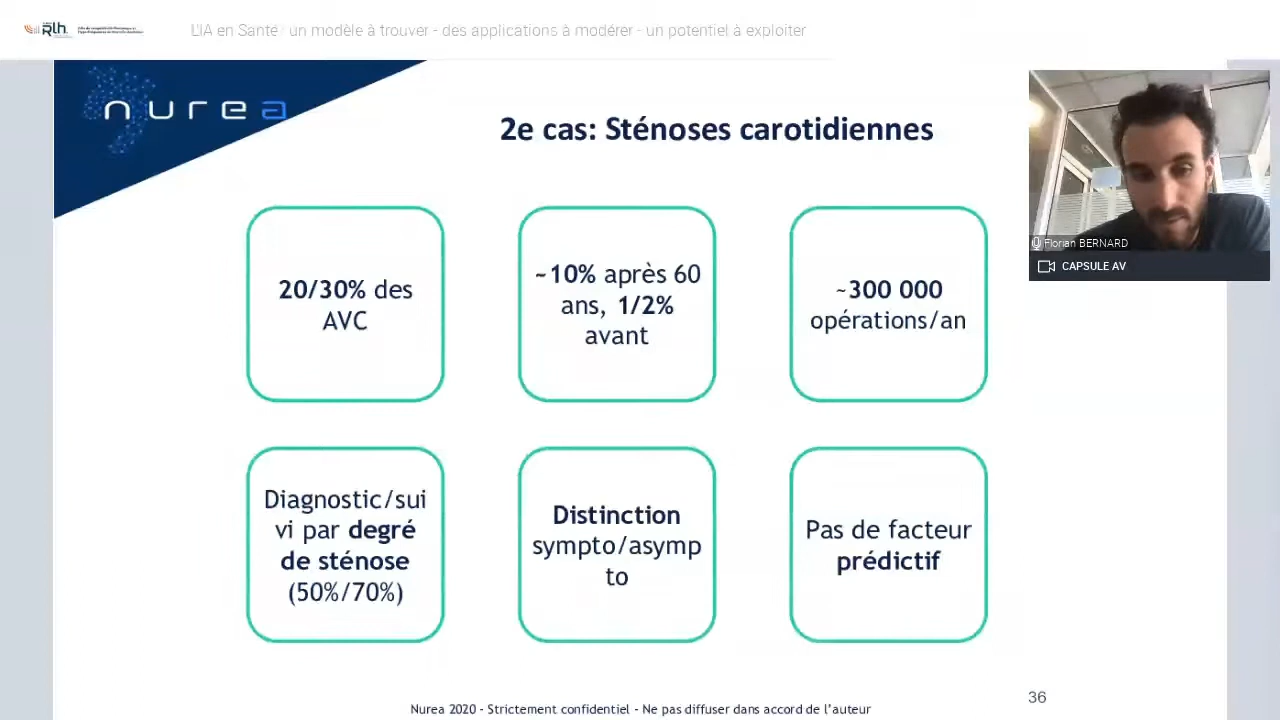 Rlh
L'IA en Santé / un modèle à trouver - des applications à modérer - un potentiel à exploiter
nurea
2e cas: Sténoses carotidiennes
20/30% des
AVC
~10% après 60
ans, 1/2%
avant
~300 000
opérations/an
Florian BERNARD
CAPSULE AV
Diagnostic/sui
vi par degré
de sténose
(50%/70%)
Distinction
sympto/asymp
to
Pas de facteur
prédictif
Nurea 2020 - Strictement confidentiel - Ne pas diffuser dans accord de l'auteur
36